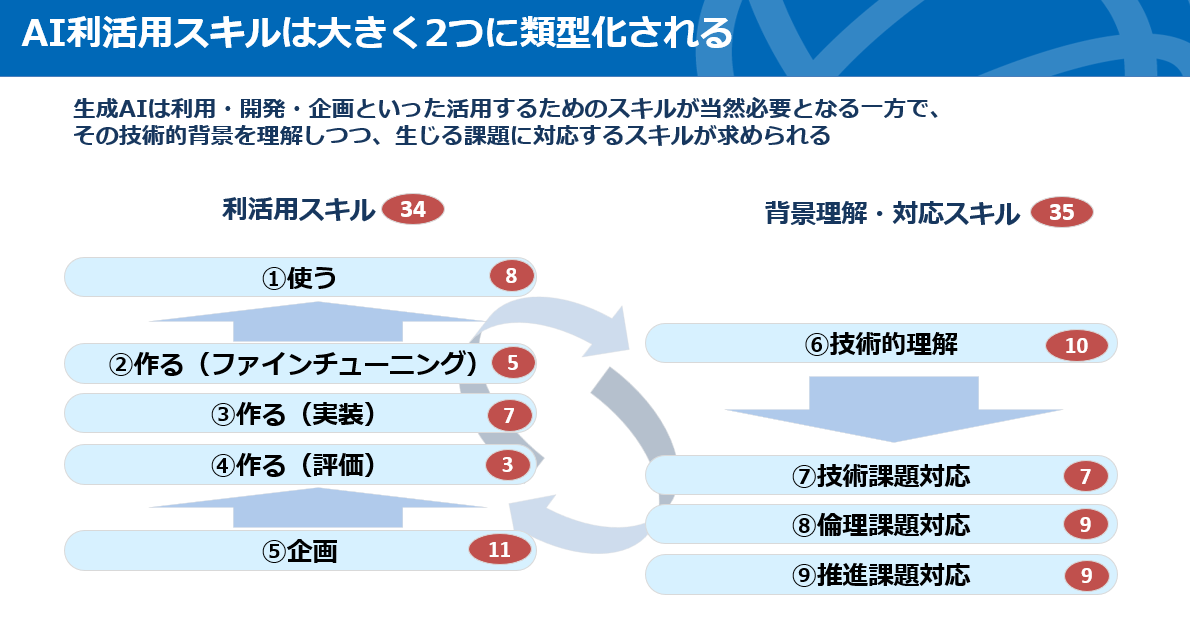 AI利活用スキルは大きく2つに類型化される
生成AIは利用・開発・企画といった活用するためのスキルが当然必要となる一方で、
その技術的背景を理解しつつ、生じる課題に対応するスキルが求められる
利活用スキル 34
①使う 8
②作る（ファインチューニング） 5
③作る（実装） 7
④作る（評価） 3
⑤企画 11
背景理解・対応スキル 35
⑥技術的理解 10
⑦技術課題対応 7
⑧倫理課題対応 9
⑨推進課題対応 9